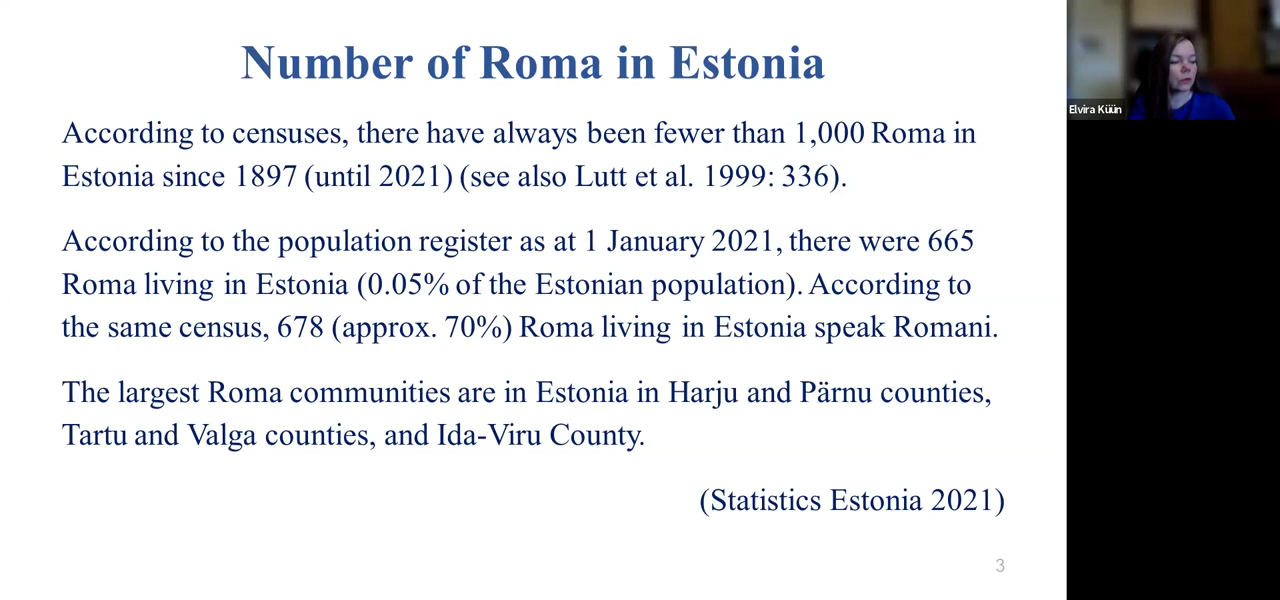 Number of Roma in Estonia
According to censuses, there have always been fewer than 1,000 Roma in
Estonia since 1897 (until 2021) (see also Lutt et al. 1999: 336).
According to the population register as at 1 January 2021, there were 665
Roma living in Estonia (0.05% of the Estonian population). According to
the same census, 678 (approx. 70%) Roma living in Estonia speak Romani.
The largest Roma communities are in Estonia in Harju and Pärnu counties,
Tartu and Valga counties, and Ida-Viru County.
(Statistics Estonia 2021)
3
Elvira Küün